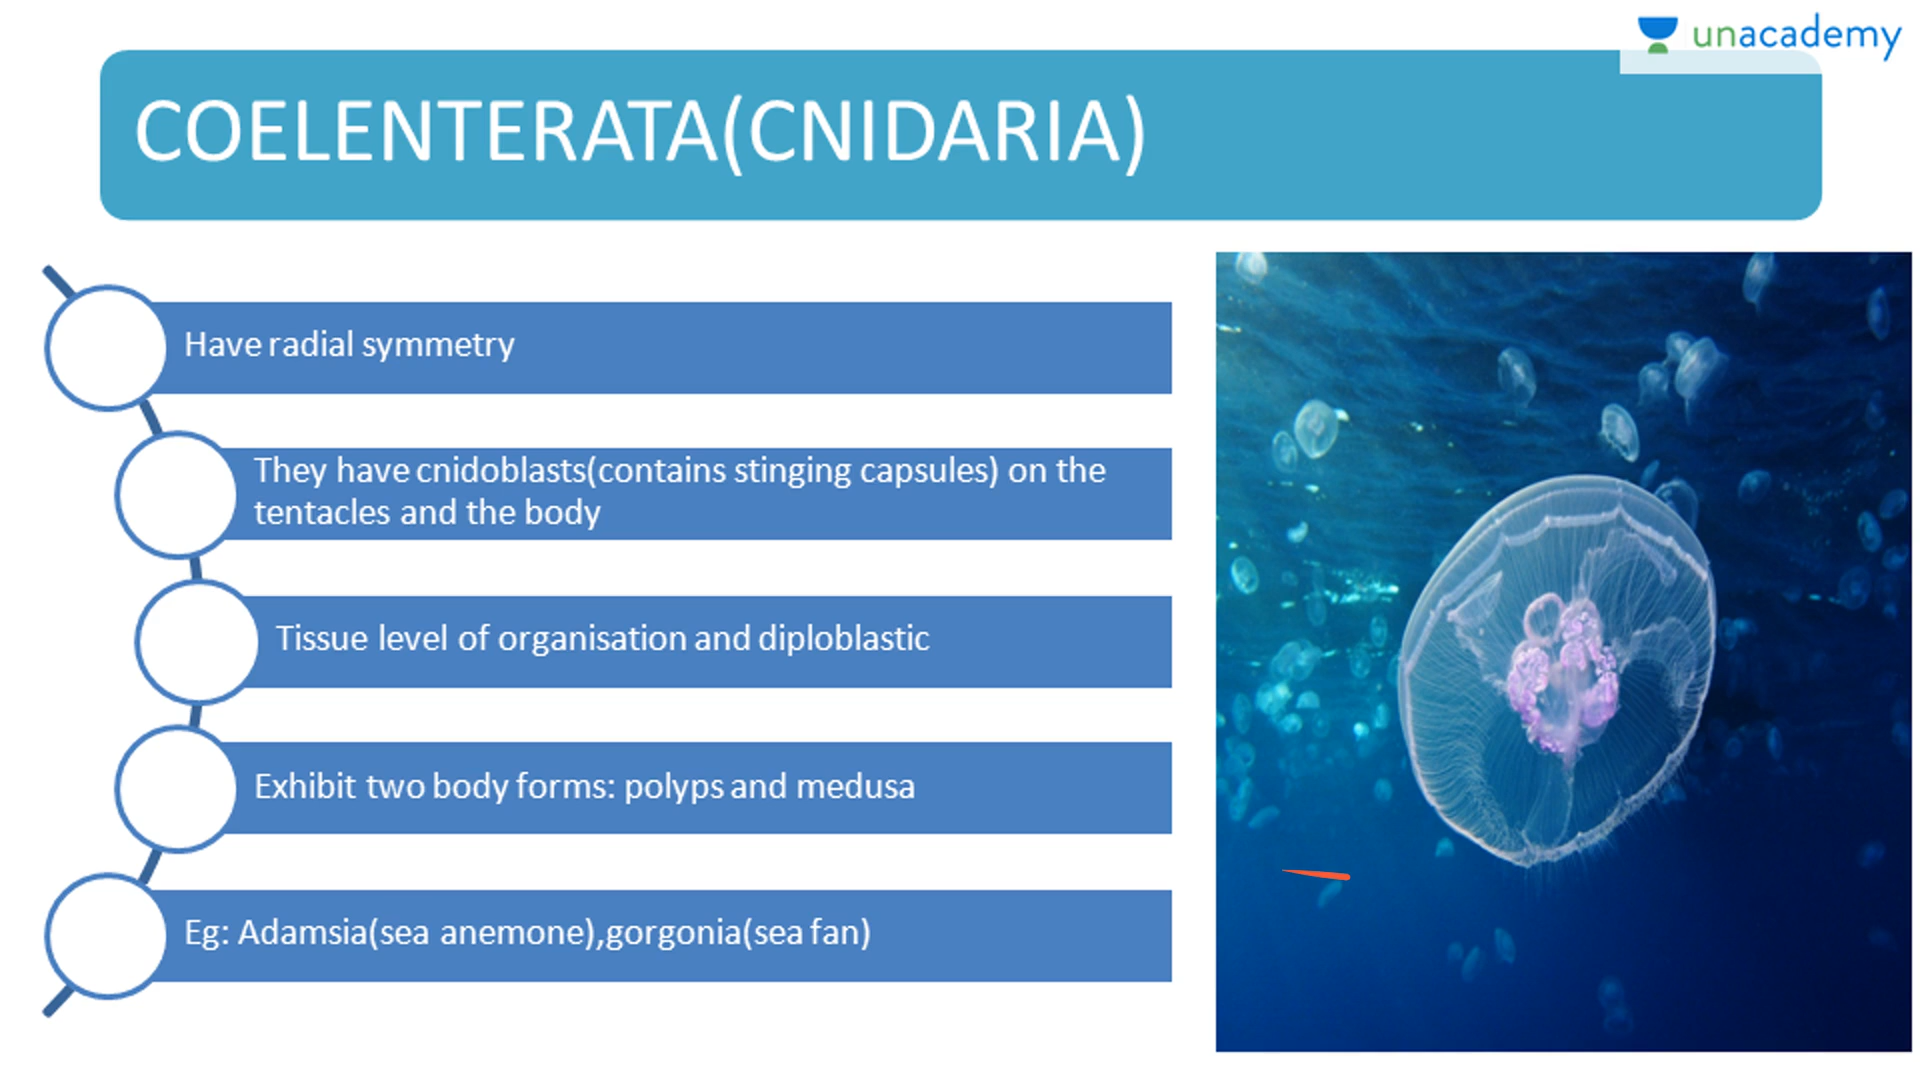 unacademy
COELENTERATA(CNIDARIA)
Have radial symmetry
They have cnidoblasts(contains stinging capsules) on the
tentacles and the body
Tissue level of organisation and diploblastic
Exhibit two body forms: polyps and medusa
Eg: Adamsia(sea anemone),gorgonia(sea fan)